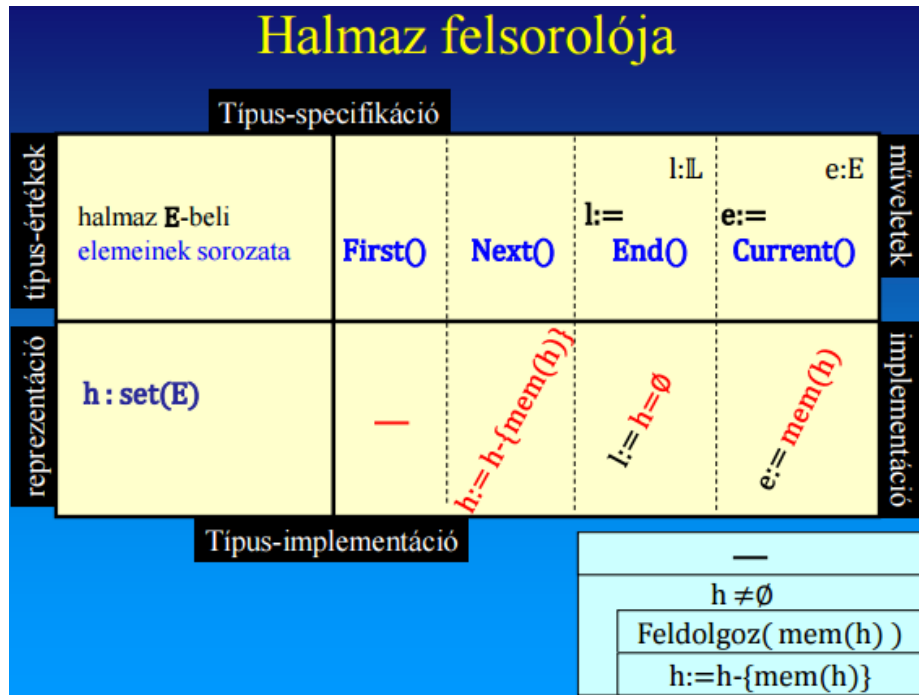 Halmaz felsorolója
Típus-specifikáció
típus-értékek
halmaz E-beli
elemeinek sorozata
First()
Next()
l:𝕃
l:=
End()
e:E
e:=
Current()
műveletek
reprezentáció
h : set(E)
—
h:= h-{mem(h)}
l:= h=∅
e:= mem(h)
implementáció
Típus-implementáció
—
h ≠∅
Feldolgoz( mem(h) )
h:=h-{mem(h)}